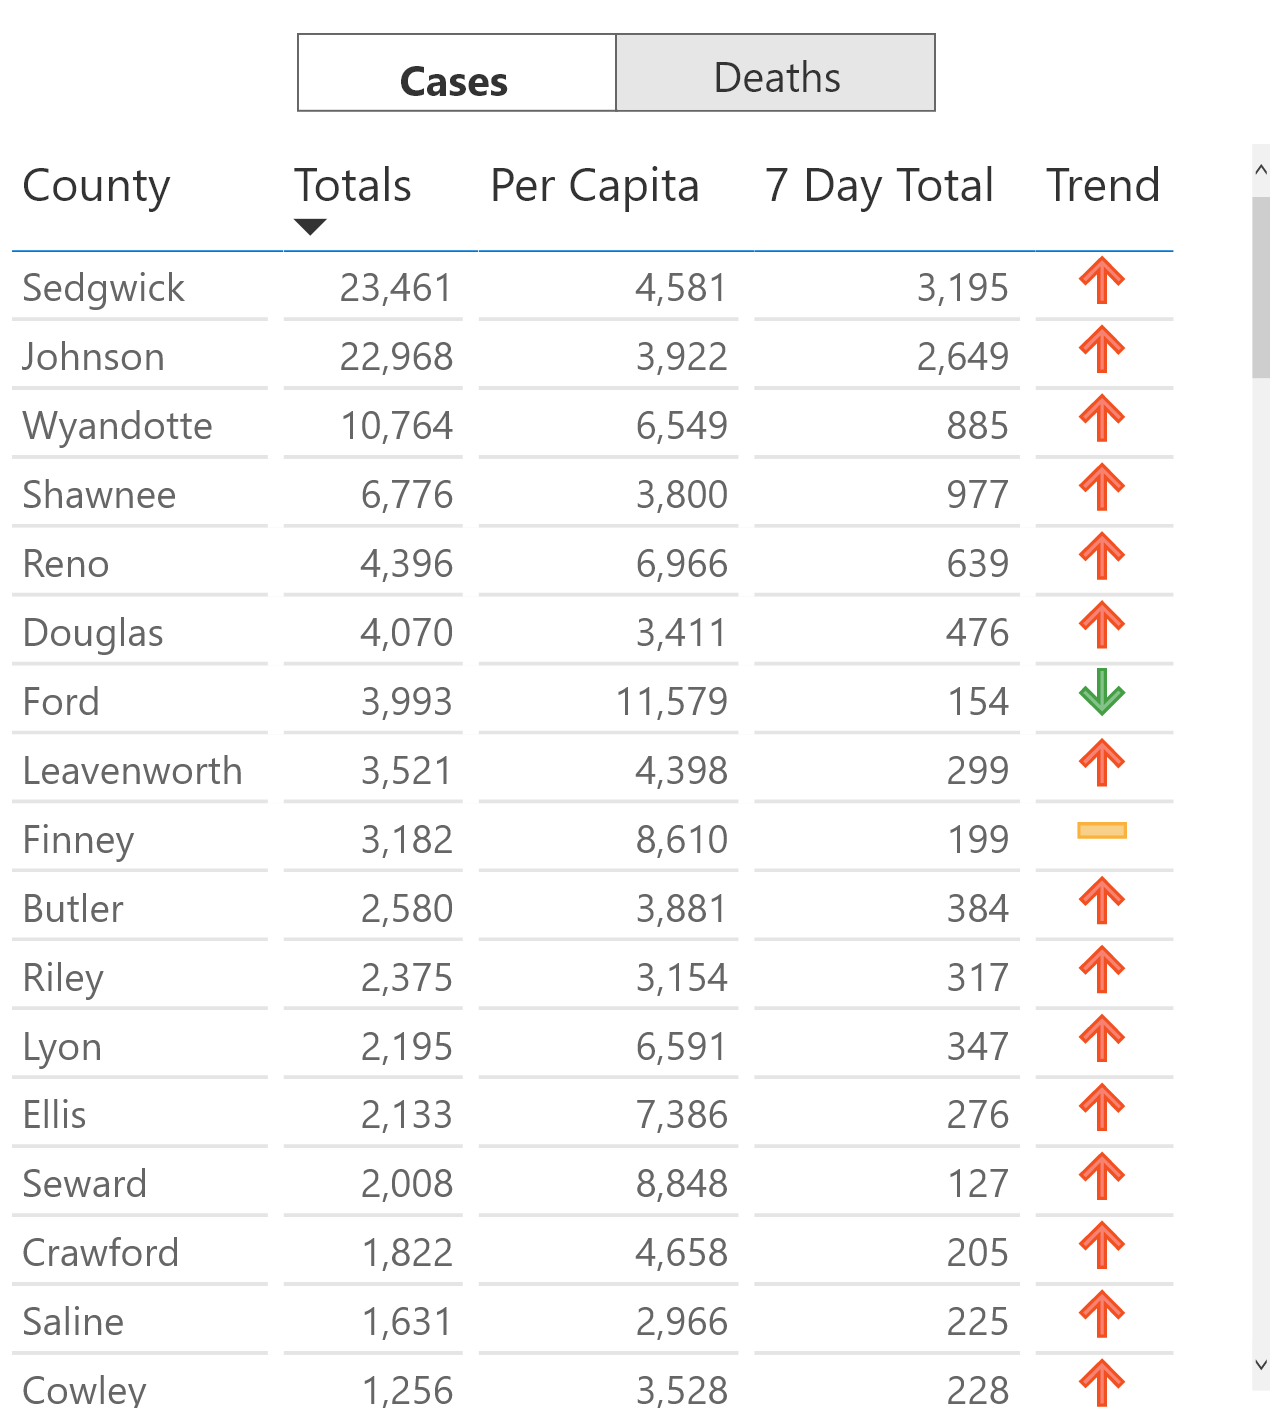 Cases Deaths
County Totals Per Capita 7 Day Total Trend
Sedgwick 23,461 4,581 3,195
Johnson 22,968 3,922 2,649
Wyandotte 10,764 6,549 885
Shawnee 6,776 3,800 977
Reno 4,396 6,966 639
Douglas 4,070 3,411 476
Ford 3,993 11,579 154
Leavenworth 3,521 4,398 299
Finney 3,182 8,610 199
Butler 2,580 3,881 384
Riley 2,375 3,154 317
Lyon 2,195 6,591 347
Ellis 2,133 7,386 276
Seward 2,008 8,848 127
Crawford 1,822 4,658 205
Saline 1,631 2,966 225
Cowley 1,256 3,528 228